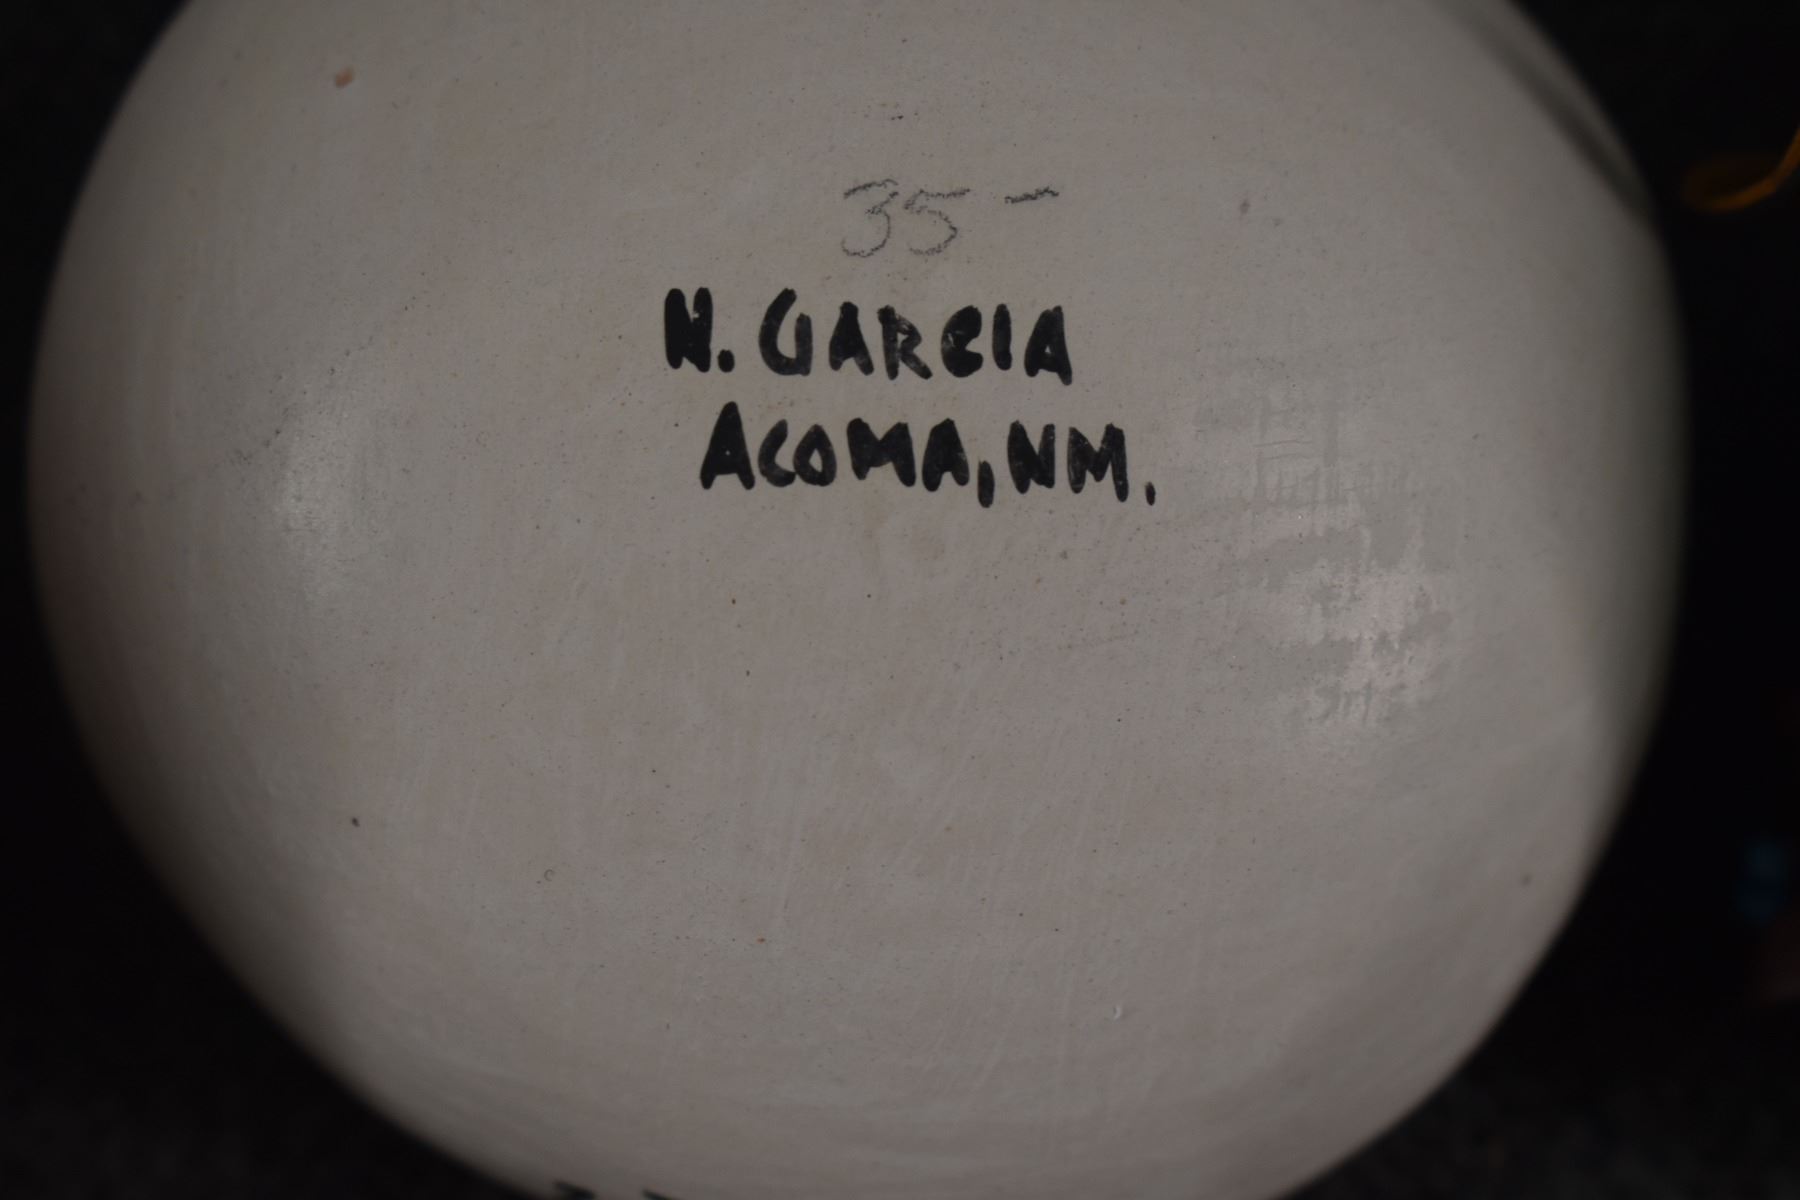 35-
N. GARCIA
ACOMA, NM.